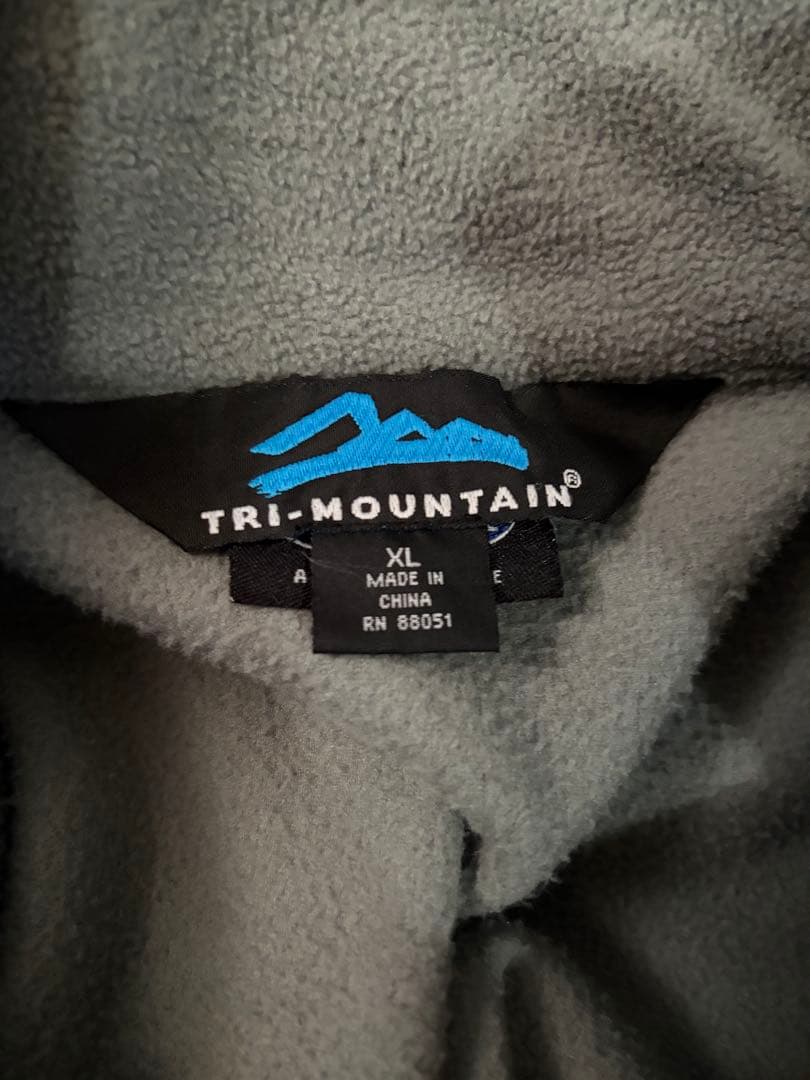 TRI-MOUNTAIN®
XL
MADE IN
CHINA
RN 88051